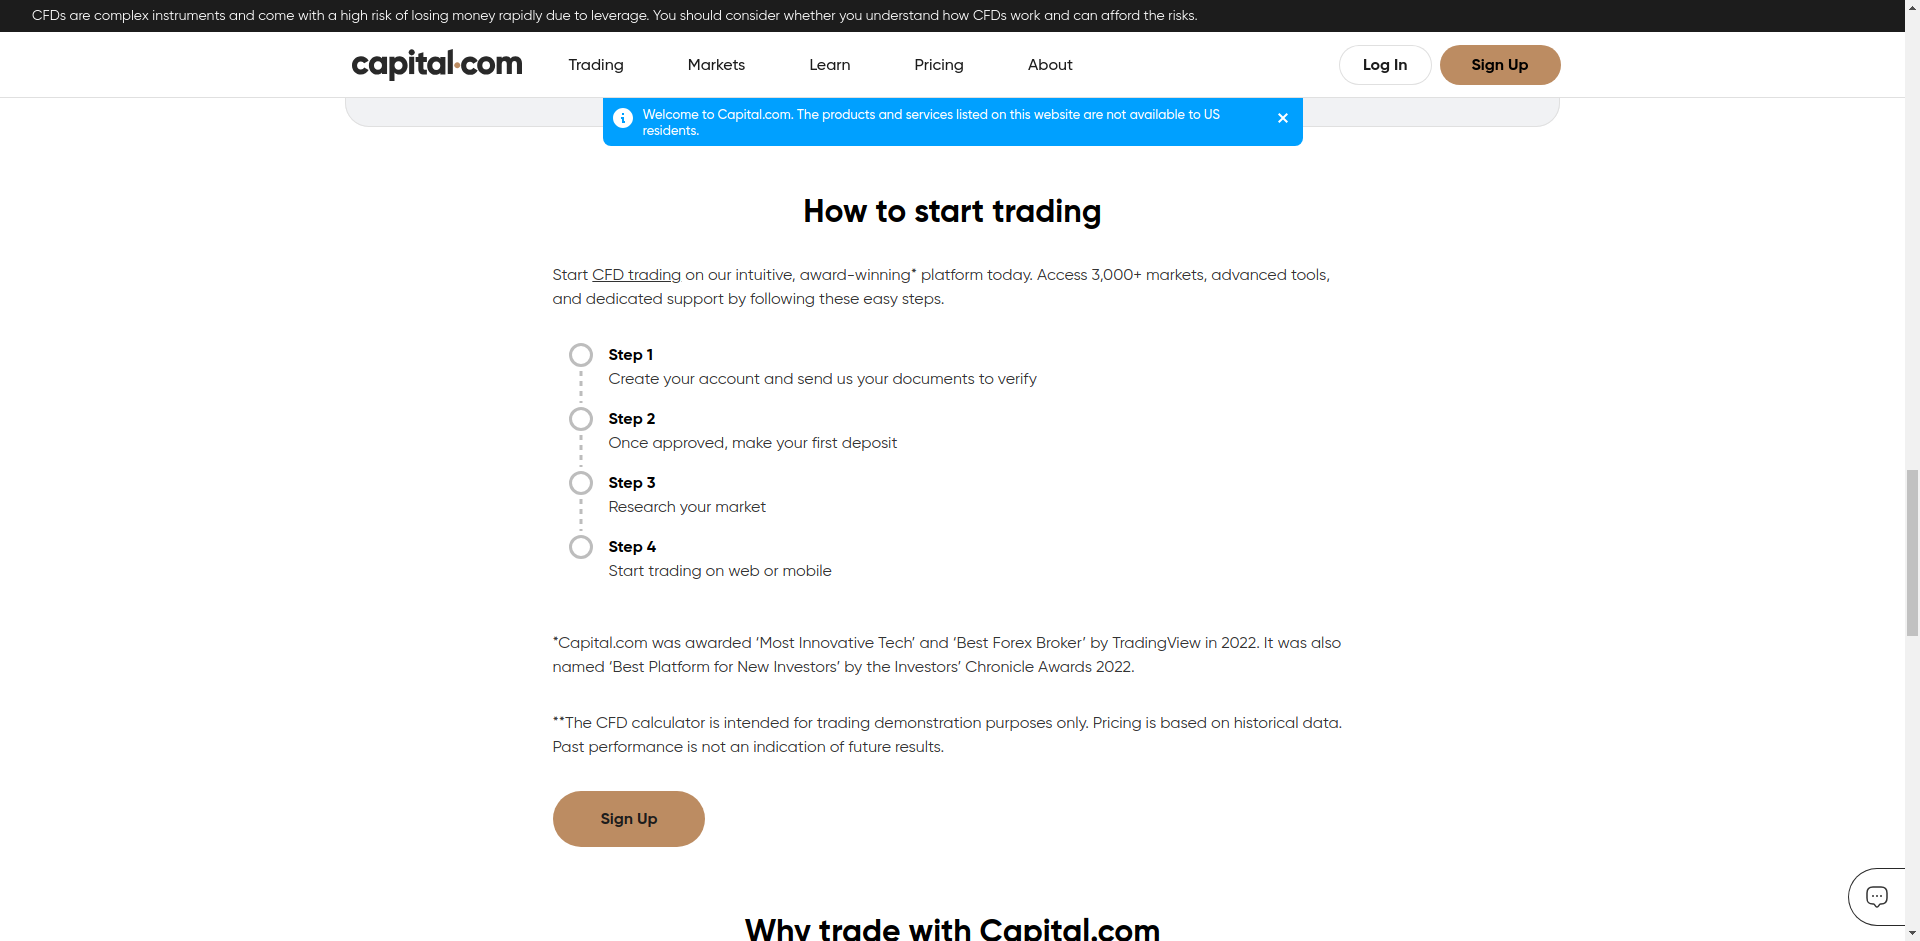 CFDs are complex instruments and come with a high risk of losing money rapidly due to leverage. You should consider whether you understand how CFDs work and can afford the risks.
capital.com Trading Markets Learn Pricing About Log In Sign Up
Welcome to Capital.com. The products and services listed on this website are not available to US
residents.
How to start trading
Start CFD trading on our intuitive, award-winning* platform today. Access 3,000+ markets, advanced tools,
and dedicated support by following these easy steps.
Step 1
Create your account and send us your documents to verify
Step 2
Once approved, make your first deposit
Step 3
Research your market
Step 4
Start trading on web or mobile
*Capital.com was awarded ‘Most Innovative Tech’ and ‘Best Forex Broker’ by TradingView in 2022. It was also
named ‘Best Platform for New Investors’ by the Investors’ Chronicle Awards 2022.
**The CFD calculator is intended for trading demonstration purposes only. Pricing is based on historical data.
Past performance is not an indication of future results.
Sign Up
Why trade with Capital.com